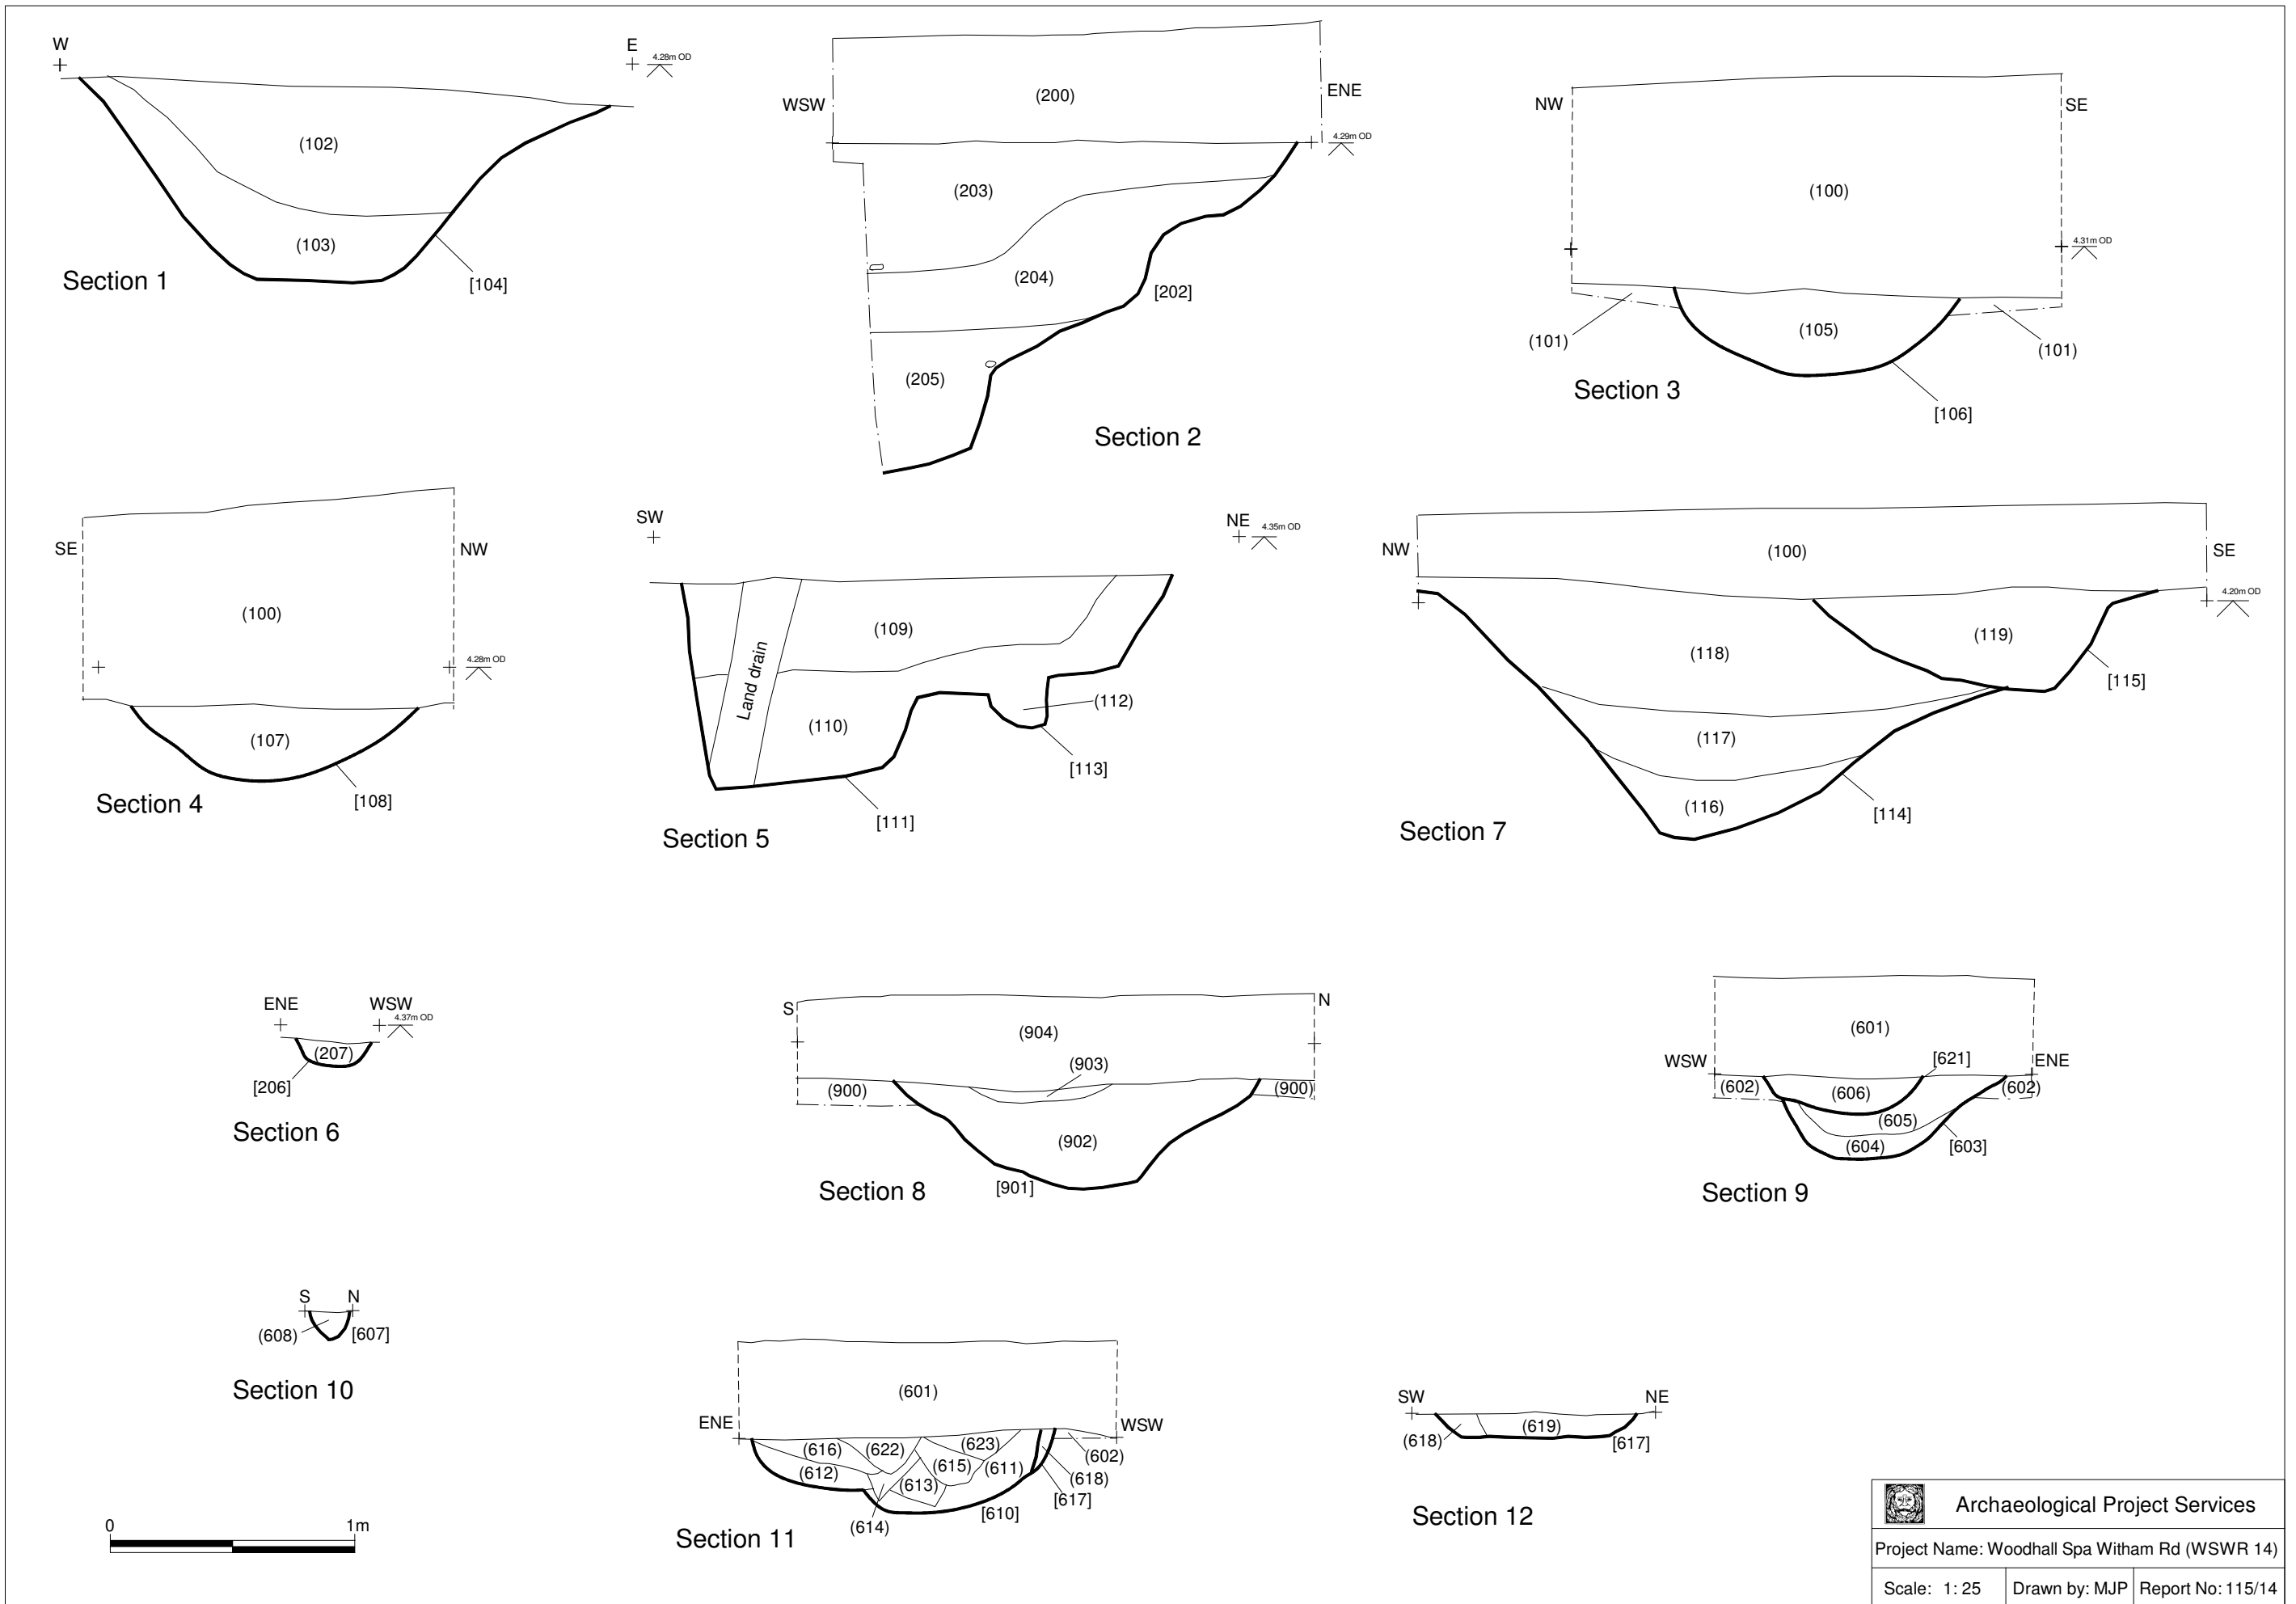 W
E
4.28m OD
(102)
(103)
[104]
Section 1
WSW
ENE
(200)
4.29m OD
(203)
(204)
[202]
(205)
Section 2
NW
SE
(100)
4.31m OD
(101)
(105)
(101)
[106]
Section 3
SE
NW
(100)
4.28m OD
(107)
[108]
Section 4
SW
NE
4.35m OD
(109)
Land drain
(110)
(112)
[113]
[111]
Section 5
NW
SE
(100)
4.20m OD
(118)
(119)
[115]
(117)
(116)
[114]
Section 7
ENE
WSW
4.37m OD
(207)
[206]
Section 6
S
N
(904)
(903)
(900)
(900)
(902)
[901]
Section 8
(601)
WSW
[621]
ENE
(602)
(606)
(602)
(605)
(604)
[603]
Section 9
S
N
(608)
[607]
Section 10
(601)
ENE
WSW
(616)
(622)
(623)
(602)
(612)
(615)
(611)
(618)
(613)
[617]
(614)
[610]
Section 11
SW
NE
(618)
(619)
[617]
Section 12
0
1m
Archaeological Project Services
Project Name: Woodhall Spa Witham Rd (WSWR 14)
Scale: 1: 25
Drawn by: MJP
Report No: 115/14